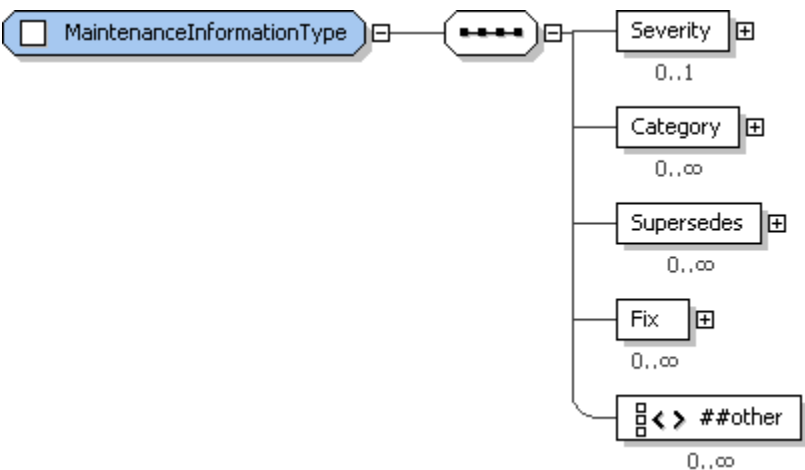 MaintenanceInformationType
Severity
0..1
Category
0..∞
Supersedes
0..∞
Fix
0..∞
##other
0..∞